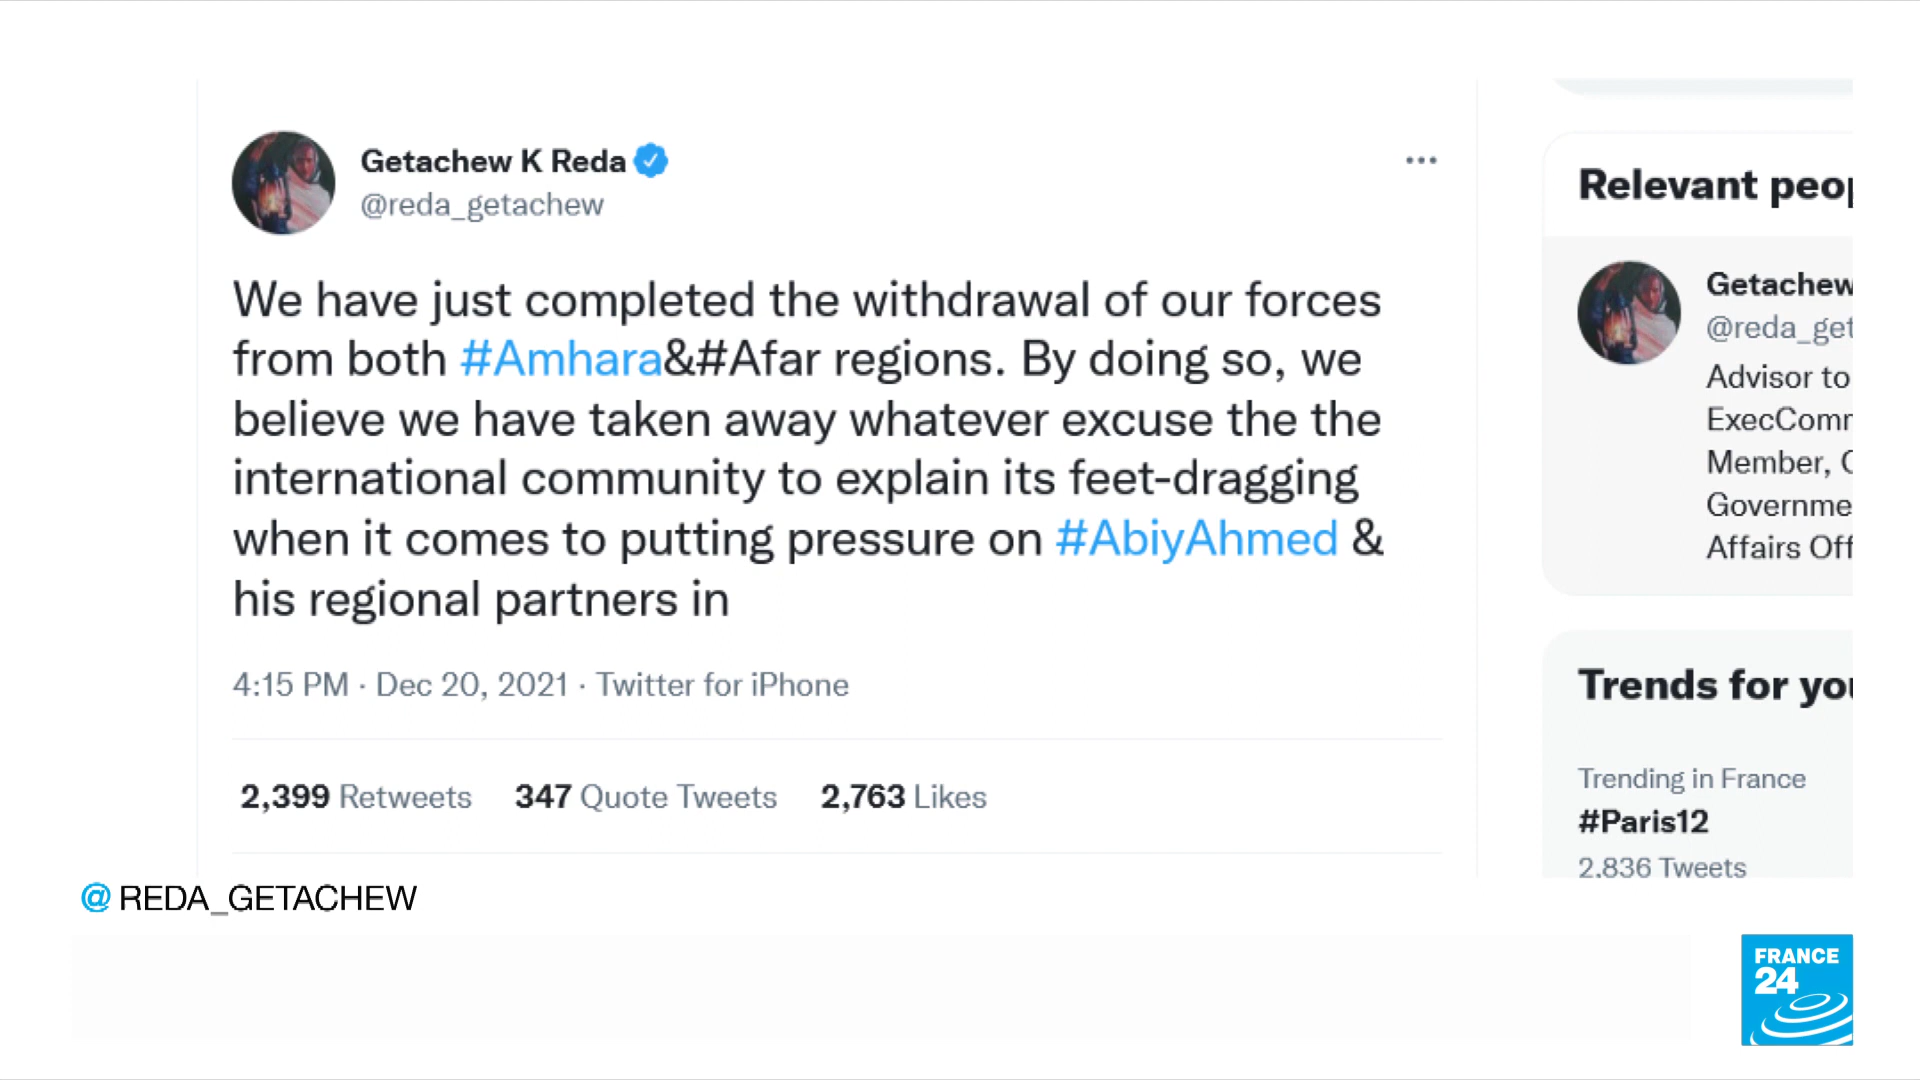 Getachew K Reda
@reda_getachew
We have just completed the withdrawal of our forces
from both #Amhara&#Afar regions. By doing so, we
believe we have taken away whatever excuse the the
international community to explain its feet-dragging
when it comes to putting pressure on #AbiyAhmed &
his regional partners in
4:15 PM · Dec 20, 2021 · Twitter for iPhone
2,399 Retweets 347 Quote Tweets 2,763 Likes
Relevant peop
Getachew
@reda_get
Advisor to
ExecComm
Member, C
Governme
Affairs Off
Trends for you
Trending in France
#Paris12
2,836 Tweets
@ REDA_GETACHEW
FRANCE
24